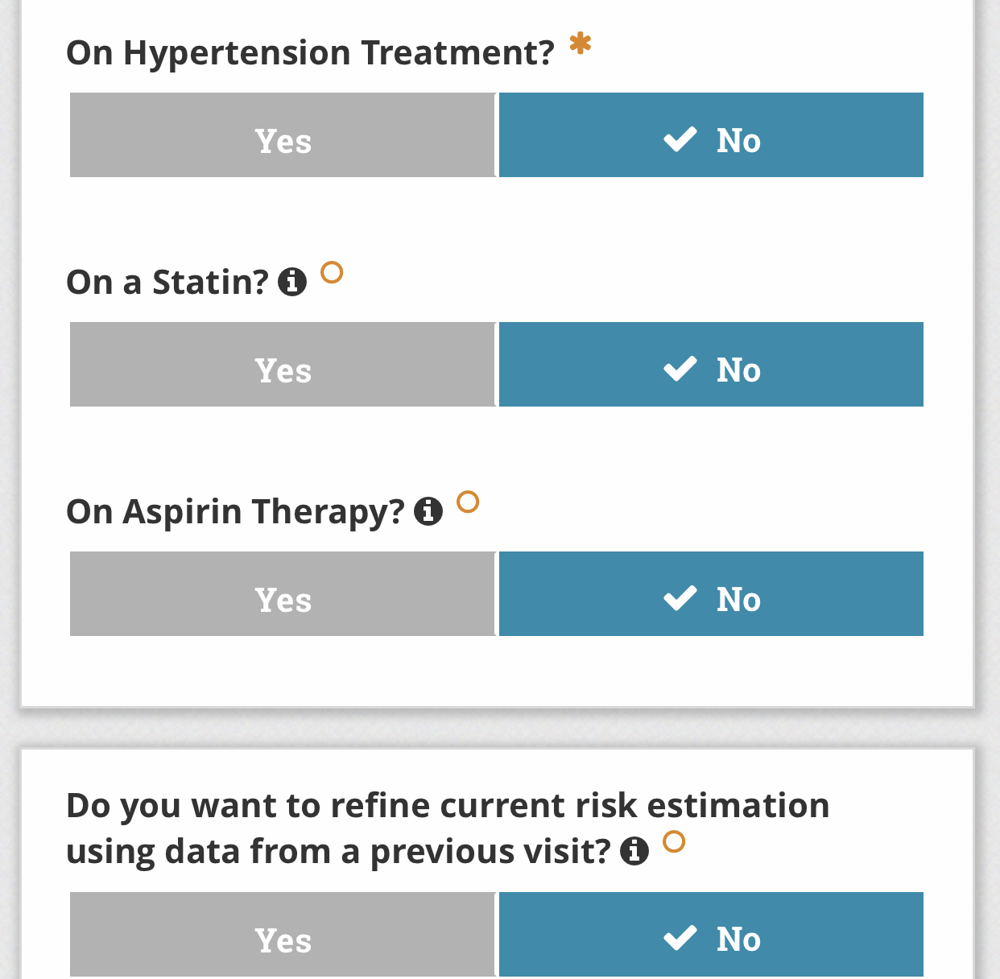 On Hypertension Treatment? *
Yes
✔ No
On a Statin? ℹ
Yes
✔ No
On Aspirin Therapy? ℹ
Yes
✔ No
Do you want to refine current risk estimation
using data from a previous visit? ℹ
Yes
✔ No